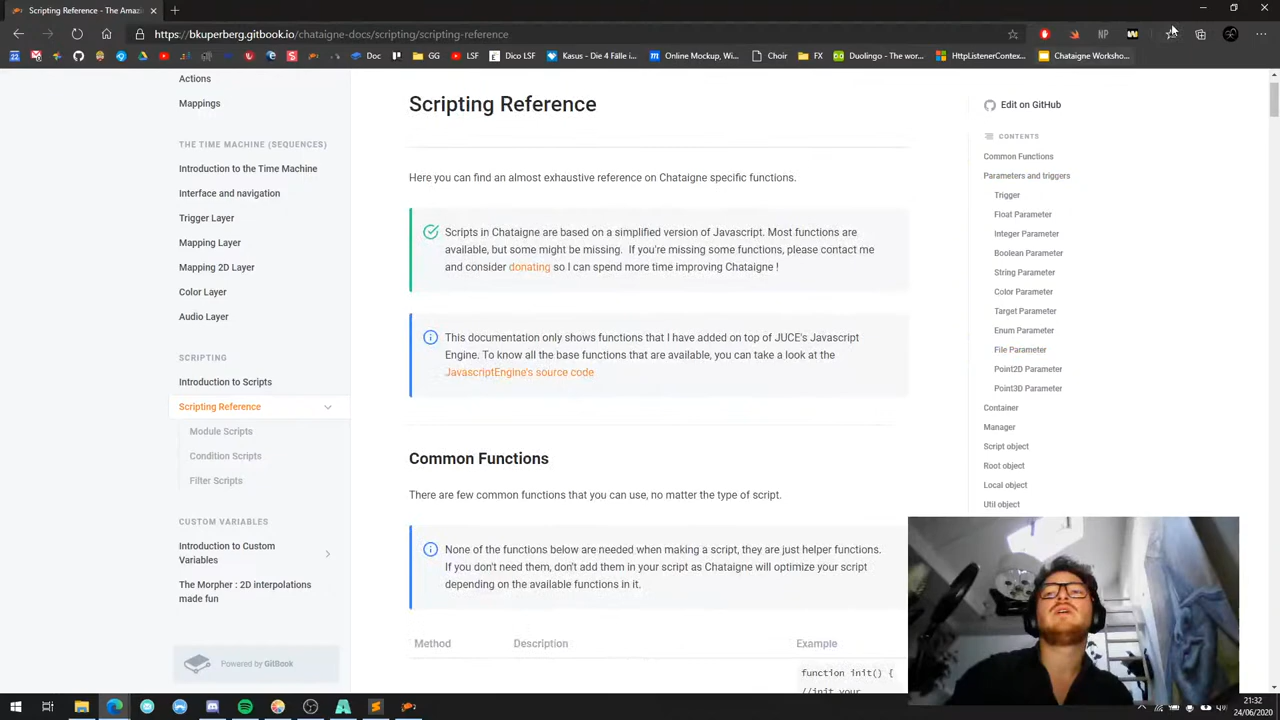 Scripting Reference - The Ma
https://bkup.io/chataigne-docs/scripting/scripting-reference
Doc
GG
LSF
Dico LSF
Kasus - Die 4 Fälle i...
Online Mockup, Wi...
Choir
FX
Duolingo - The wor...
HttpListenerContex...
Chataigne Worksho...
Actions
Mappings
THE TIME MACHINE (SEQUENCES)
Introduction to the Time Machine
Interface and navigation
Trigger Layer
Mapping Layer
Mapping 2D Layer
Color Layer
Audio Layer
SCRIPTING
Introduction to Scripts
Scripting Reference
Module Scripts
Condition Scripts
Filter Scripts
CUSTOM VARIABLES
Introduction to Custom
Variables
The Morpher : 2D interpolations
made fun
Powered by GitBook
Scripting Reference
Here you can find an almost exhaustive reference on Chataigne specific functions.
Scripts in Chataigne are based on a simplified version of Javascript. Most functions are
available, but some might be missing. If you're missing some functions, please contact me
and consider donating so I can spend more time improving Chataigne !
This documentation only shows functions that I have added on top of JUCE's Javascript
Engine. To know all the base functions that are available, you can take a look at the
JavascriptEngine's source code
Common Functions
There are few common functions that you can use, no matter the type of script.
None of the functions below are needed when making a script, they are just helper functions.
If you don't need them, don't add them in your script as Chataigne will optimize your script
depending on the available functions in it.
Method Description Example
function init() {
//init your
Edit on GitHub
CONTENTS
Common Functions
Parameters and triggers
Trigger
Float Parameter
Integer Parameter
Boolean Parameter
String Parameter
Color Parameter
Target Parameter
Enum Parameter
File Parameter
Point2D Parameter
Point3D Parameter
Container
Manager
Script object
Root object
Local object
Util object
21:32
24/06/2020